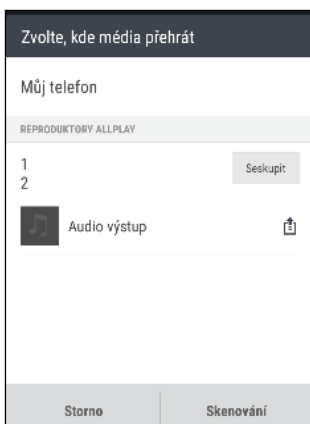 Zvolte, kde média přehrát
Můj telefon
REPRODUKTORY ALLPLAY
1
Seskupit
2
Audio výstup
Storno
Skenování